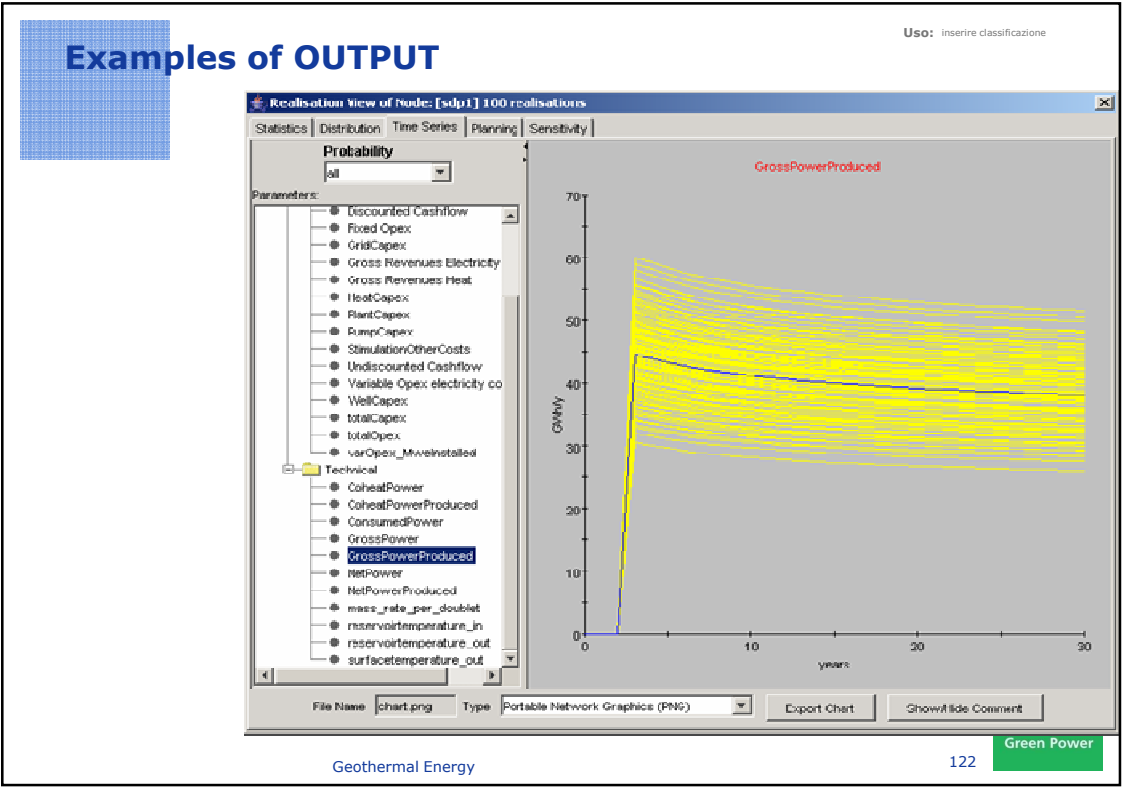 Uso: inserire classificazione
Examples of OUTPUT
Realisation View of Node: [sdp1] 100 realisations
Statistics Distribution Time Series Planning Sensitivity
Probability
all
Parameters:
Discounted Cashflow
Fixed Opex
GridCapex
Gross Revenues Electricity
Gross Revenues Heat
HeatCapex
PlantCapex
PumpCapex
StimulationOtherCosts
Undiscounted Cashflow
Variable Opex electricity co
WellCapex
totalCapex
totalOpex
varOpex_MweInstalled
Technical
CoheatPower
CoheatPowerProduced
ConsumedPower
GrossPower
GrossPowerProduced
NetPower
NetPowerProduced
mass_rate_per_doublet
reservoirtemperature_in
reservoirtemperature_out
surfacetemperature_out
GrossPowerProduced
70
60
50
40
30
20
10
0
GWh/y
0 10 20 30
years
File Name chart.png Type Portable Network Graphics (PNG) Export Chart Show/Hide Comment
Geothermal Energy
122
Green Power